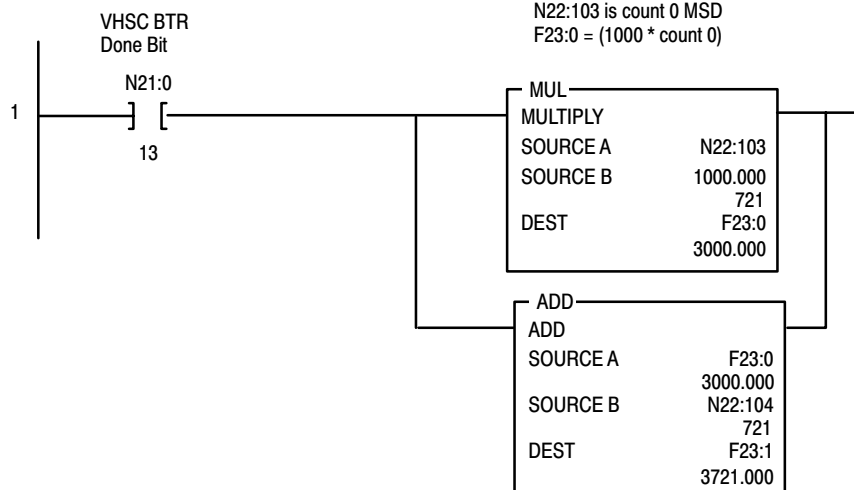 N22:103 is count 0 MSD
F23:0 = (1000 * count 0)
VHSC BTR
Done Bit
N21:0
13
1
MUL
MULTIPLY
SOURCE A N22:103
SOURCE B 1000.000
721
DEST F23:0
3000.000
ADD
ADD
SOURCE A F23:0
3000.000
SOURCE B N22:104
721
DEST F23:1
3721.000